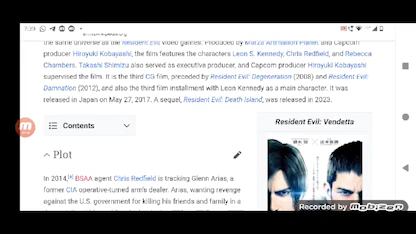 7:39
the same universe as the Resident Evil video games. Produced by Marza Animation Planet and Capcom
producer Hiroyuki Kobayashi, the film features the characters Leon S. Kennedy, Chris Redfield, and Rebecca
Chambers. Takashi Shimizu also served as executive producer, and Capcom producer Hiroyuki Kobayashi
supervised the film. It is the third CG film, preceded by Resident Evil: Degeneration (2008) and Resident Evil:
Damnation (2012), and also the third film installment with Leon Kennedy as a main character. It was
released in Japan on May 27, 2017. A sequel, Resident Evil: Death Island, was released in 2023.
Contents
Resident Evil: Vendetta
Plot
In 2014,[4] BSAA agent Chris Redfield is tracking Glenn Arias, a
former CIA operative-turned arm's dealer. Arias, wanting revenge
against the U.S. government for killing his friends and family in a
Recorded by
Mobizen